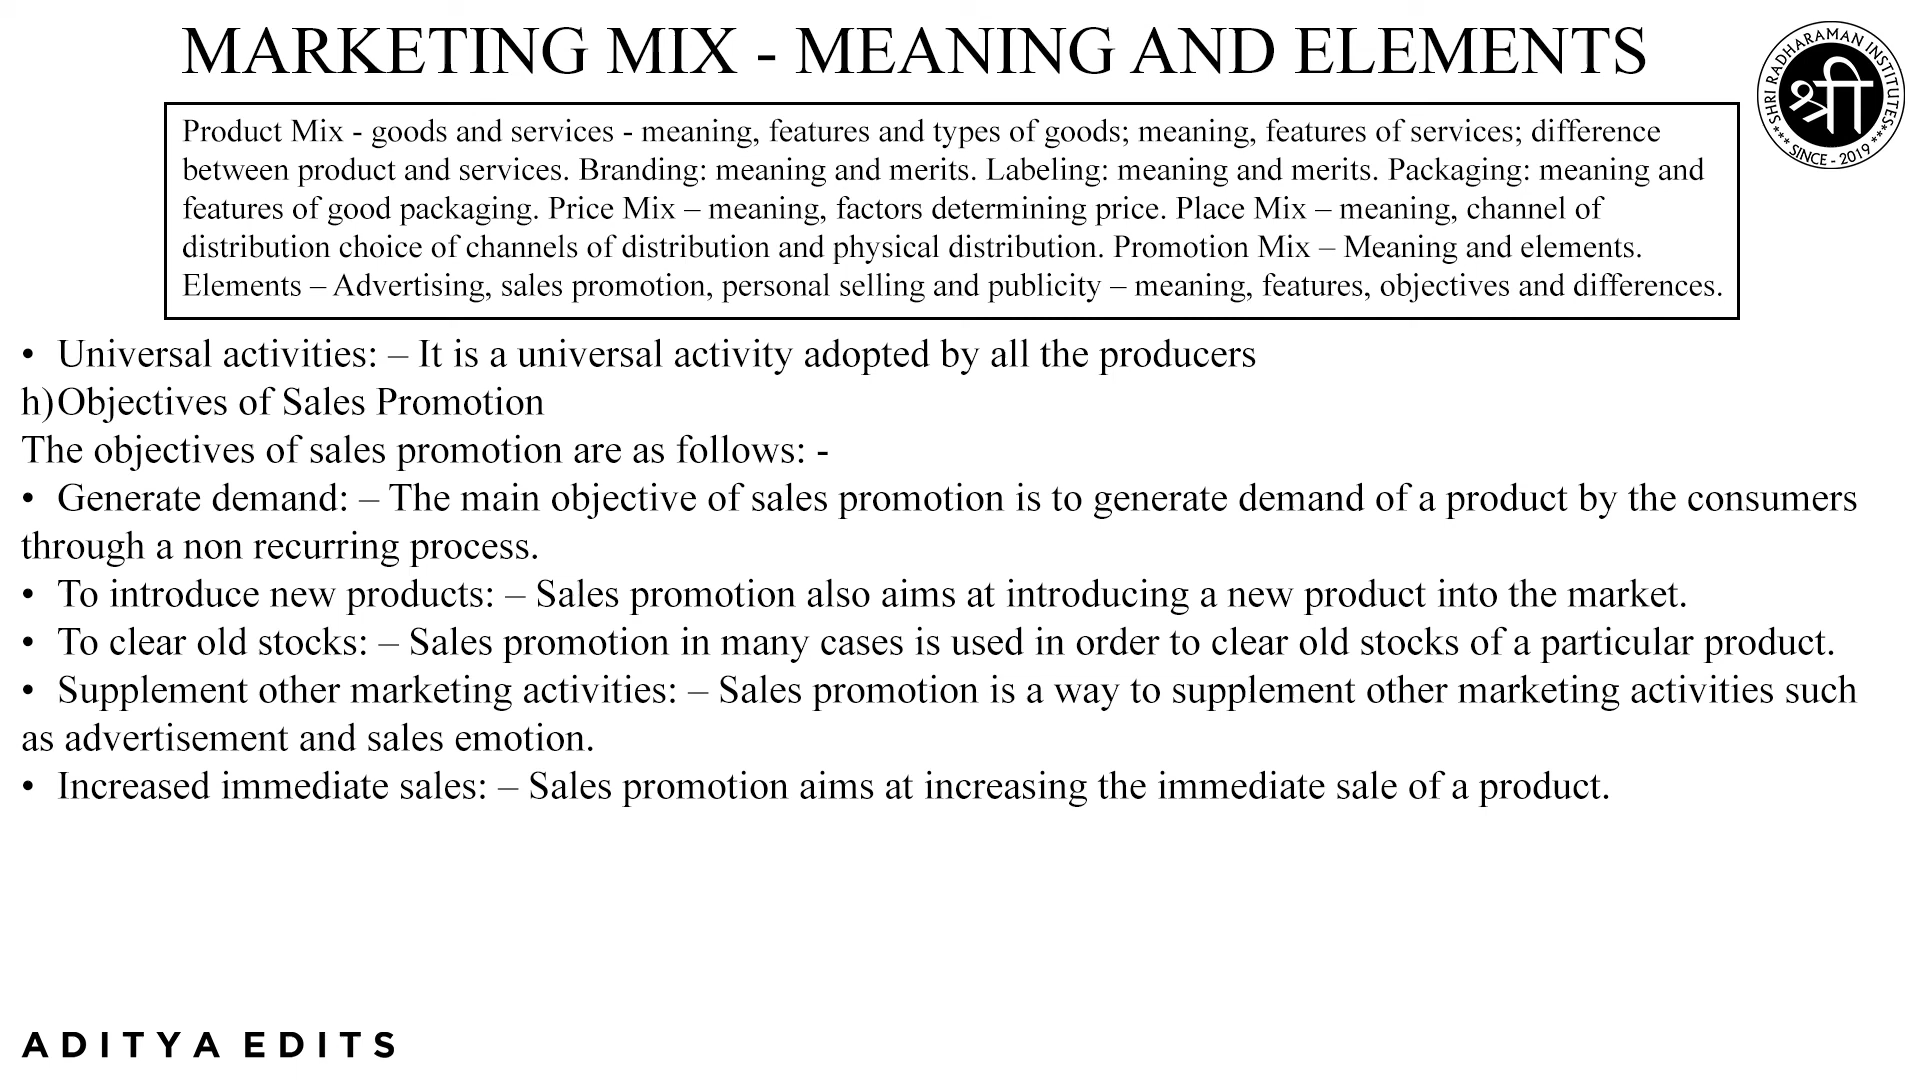 MARKETING MIX - MEANING AND ELEMENTS
SHRI RADHARAMAN INSTITUTES
श्री
*** SINCE - 2019 ***
Product Mix - goods and services - meaning, features and types of goods; meaning, features of services; difference
between product and services. Branding: meaning and merits. Labeling: meaning and merits. Packaging: meaning and
features of good packaging. Price Mix – meaning, factors determining price. Place Mix – meaning, channel of
distribution choice of channels of distribution and physical distribution. Promotion Mix – Meaning and elements.
Elements – Advertising, sales promotion, personal selling and publicity – meaning, features, objectives and differences.
• Universal activities: – It is a universal activity adopted by all the producers
h)Objectives of Sales Promotion
The objectives of sales promotion are as follows: -
• Generate demand: – The main objective of sales promotion is to generate demand of a product by the consumers
through a non recurring process.
• To introduce new products: – Sales promotion also aims at introducing a new product into the market.
• To clear old stocks: – Sales promotion in many cases is used in order to clear old stocks of a particular product.
• Supplement other marketing activities: – Sales promotion is a way to supplement other marketing activities such
as advertisement and sales emotion.
• Increased immediate sales: – Sales promotion aims at increasing the immediate sale of a product.
ADITYA EDITS